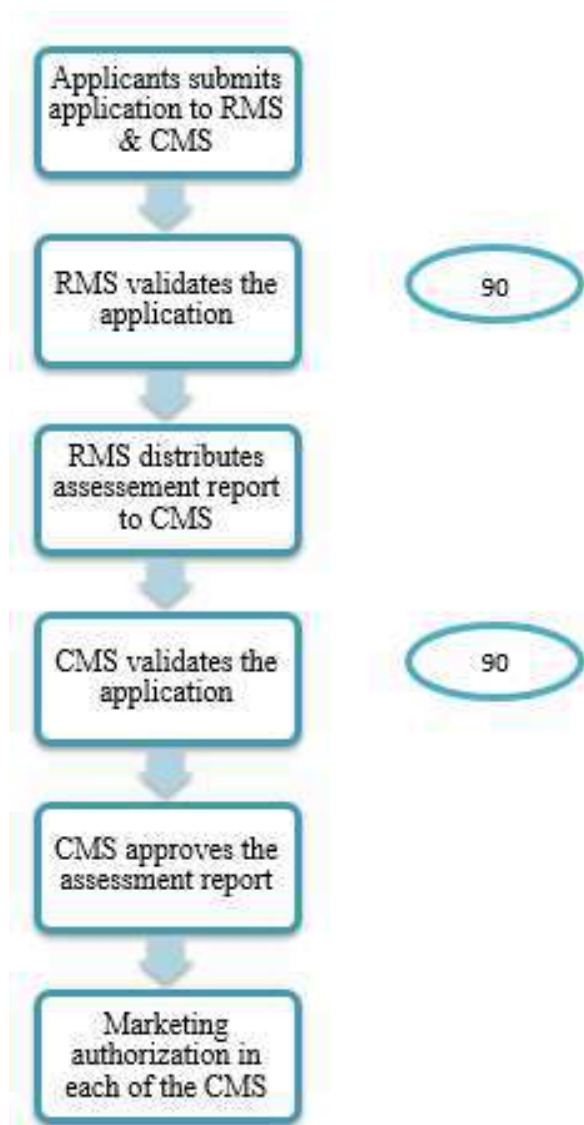 Applicants submits
application to RMS
& CMS
RMS validates the
application
90
RMS distributes
assessement report
to CMS
CMS validates the
application
90
CMS approves the
assessment report
Marketing
authorization in
each of the CMS